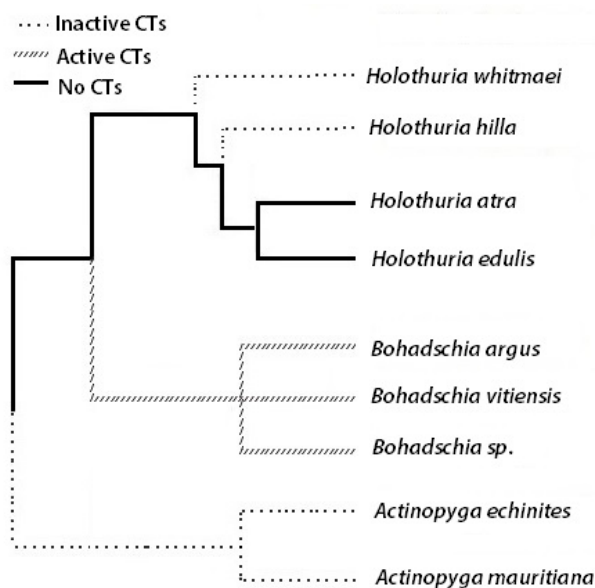 Inactive CTs
Active CTs
No CTs
Holothuria whitmaei
Holothuria hilla
Holothuria atra
Holothuria edulis
Bohadschia argus
Bohadschia vitiensis
Bohadschia sp.
Actinopyga echinites
Actinopyga mauritiana